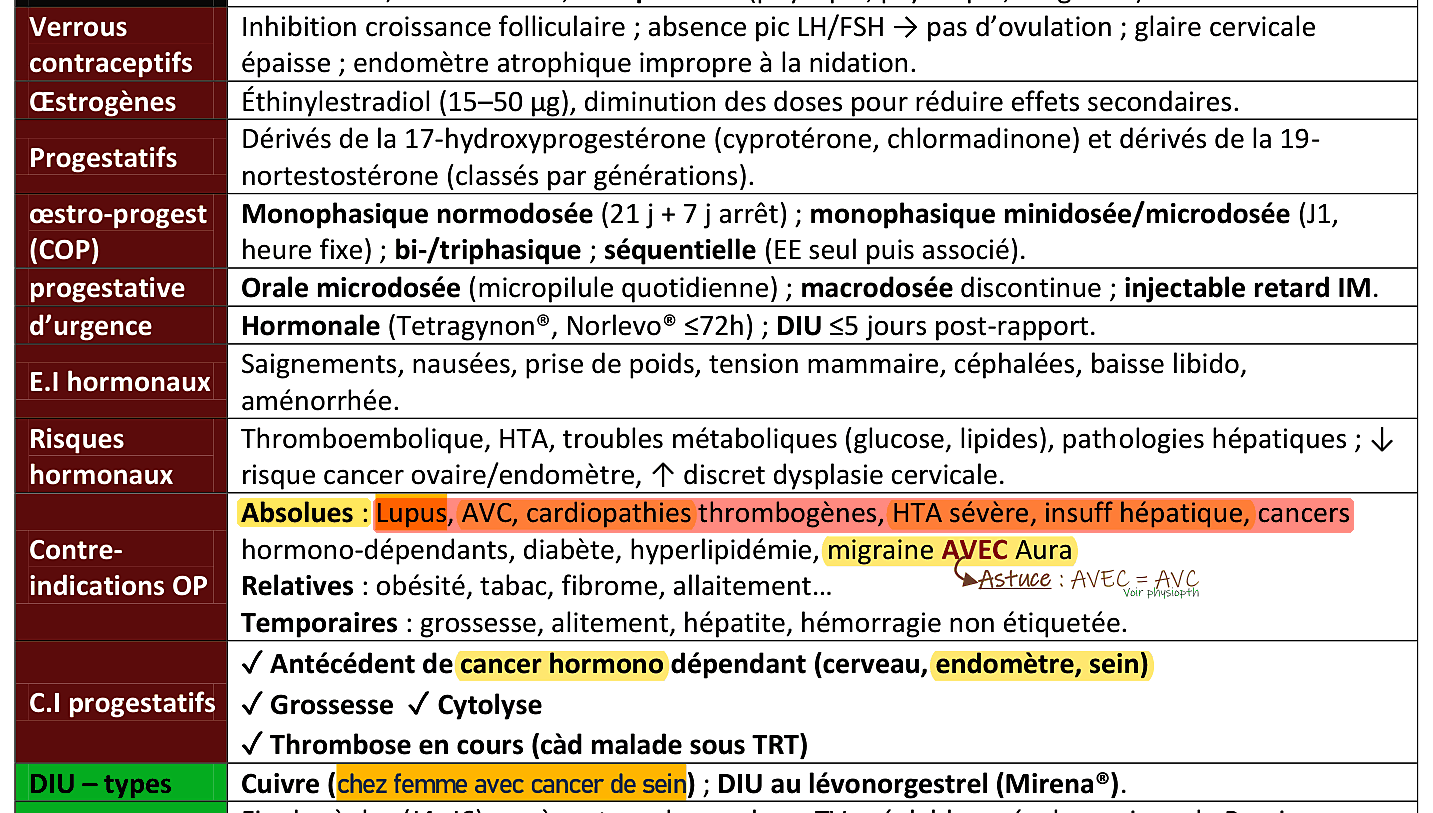 Verrous
contraceptifs
Inhibition croissance folliculaire ; absence pic LH/FSH → pas d’ovulation ; glaire cervicale
épaisse ; endomètre atrophique impropre à la nidation.
Œstrogènes
Éthinylestradiol (15–50 µg), diminution des doses pour réduire effets secondaires.
Progestatifs
Dérivés de la 17-hydroxyprogestérone (cyprotérone, chlormadinone) et dérivés de la 19-
nortestostérone (classés par générations).
œstro-progest
(COP)
Monophasique normodosée (21 j + 7 j arrêt) ; monophasique minidosée/microdosée (J1,
heure fixe) ; bi-/triphasique ; séquentielle (EE seul puis associé).
progestative
Orale microdosée (micropilule quotidienne) ; macrodosée discontinue ; injectable retard IM.
d’urgence
Hormonale (Tetragynon®, Norlevo® ≤72h) ; DIU ≤5 jours post-rapport.
E.I hormonaux
Saignements, nausées, prise de poids, tension mammaire, céphalées, baisse libido,
aménorrhée.
Risques
hormonaux
Thromboembolique, HTA, troubles métaboliques (glucose, lipides), pathologies hépatiques ; ↓
risque cancer ovaire/endomètre, ↑ discret dysplasie cervicale.
Contre-
indications OP
Absolues : Lupus, AVC, cardiopathies thrombogènes, HTA sévère, insuff hépatique, cancers
hormono-dépendants, diabète, hyperlipidémie, migraine AVEC Aura
Astuce : AVEC = AVC
Voir physiopth
Relatives : obésité, tabac, fibrome, allaitement…
Temporaires : grossesse, alitement, hépatite, hémorragie non étiquetée.
C.I progestatifs
✓ Antécédent de cancer hormono dépendant (cerveau, endomètre, sein)
✓ Grossesse ✓ Cytolyse
✓ Thrombose en cours (càd malade sous TRT)
DIU – types
Cuivre (chez femme avec cancer de sein) ; DIU au lévonorgestrel (Mirena®).